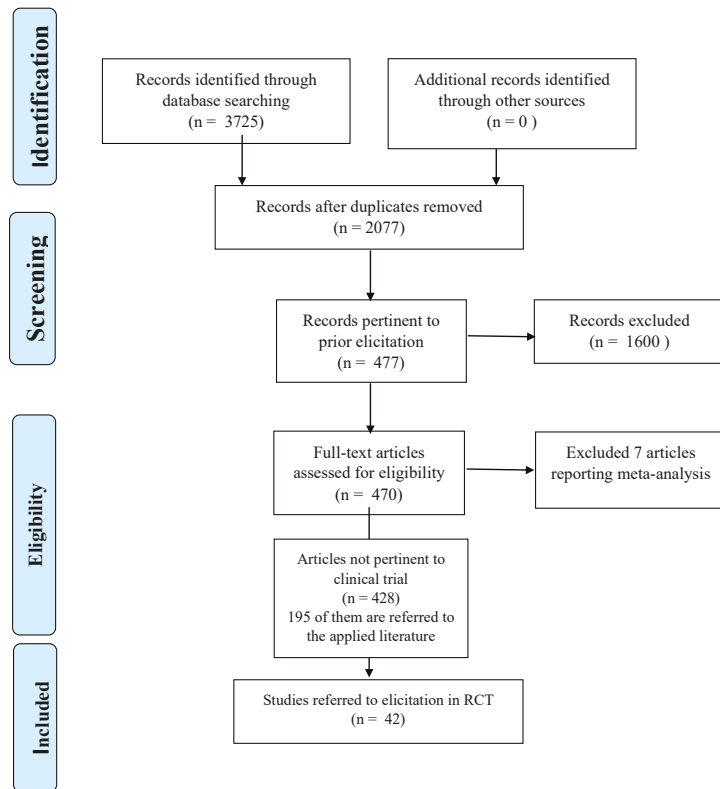 Identification
Records identified through
database searching
(n = 3725)
Additional records identified
through other sources
(n = 0 )
Records after duplicates removed
(n = 2077)
Screening
Records pertinent to
prior elicitation
(n = 477)
Records excluded
(n = 1600 )
Eligibility
Full-text articles
assessed for eligibility
(n = 470)
Excluded 7 articles
reporting meta-analysis
Articles not pertinent to
clinical trial
(n = 428)
195 of them are referred to
the applied literature
Included
Studies referred to elicitation in RCT
(n = 42)